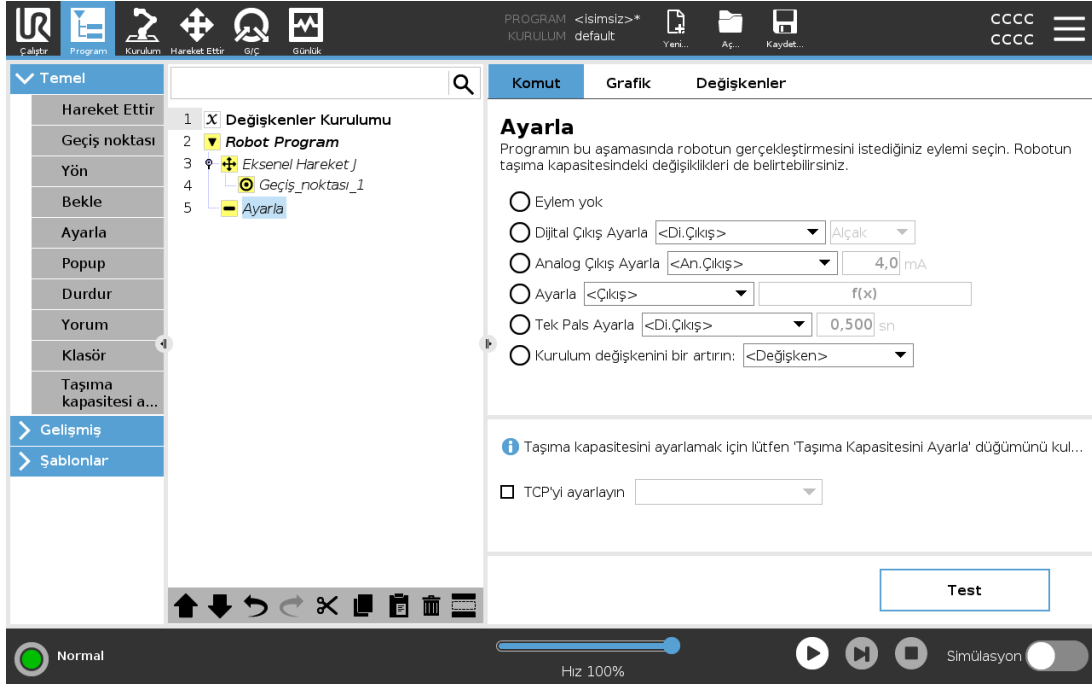 UR
PROGRAM <isimsiz>*
KURULUM default
CCCC
CCCC
Çalıştır
Program
Kurulum
Hareket Ettir
G/Ç
Günlük
Yeni...
Aç...
Kaydet...
Temel
Hareket Ettir
Geçiş noktası
Yön
Bekle
Ayarla
Popup
Durdur
Yorum
Klasör
Taşıma
kapasitesi a...
Gelişmiş
Şablonlar
1 X Değişkenler Kurulumu
2 Robot Program
3 Eksenel Hareket J
4 Geçiş_noktası_1
5 Ayarla
Komut
Grafik
Değişkenler
Ayarla
Programın bu aşamasında robotun gerçekleştirmesini istediğiniz eylemi seçin. Robotun
taşıma kapasitesindeki değişiklikleri de belirtebilirsiniz.
Eylem yok
Dijital Çıkış Ayarla <Di.Çıkış> Alçak
Analog Çıkış Ayarla <An.Çıkış> 4,0 mA
Ayarla <Çıkış> f(x)
Tek Pals Ayarla <Di.Çıkış> 0,500 sn
Kurulum değişkenini bir artırın: <Değişken>
Taşıma kapasitesini ayarlamak için lütfen 'Taşıma Kapasitesini Ayarla' düğümünü kul...
TCP'yi ayarlayın
Test
Normal
Hız 100%
Simülasyon